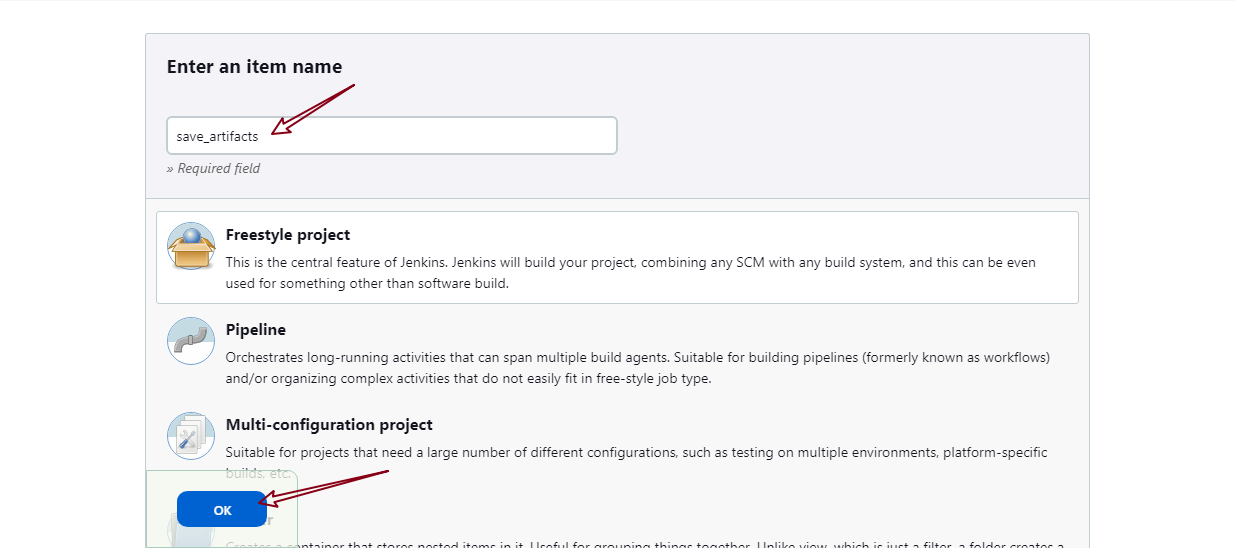 Enter an item name
save_artifacts
» Required field
Freestyle project
This is the central feature of Jenkins. Jenkins will build your project, combining any SCM with any build system, and this can be even
used for something other than software build.
Pipeline
Orchestrates long-running activities that can span multiple build agents. Suitable for building pipelines (formerly known as workflows)
and/or organizing complex activities that do not easily fit in free-style job type.
Multi-configuration project
Suitable for projects that need a large number of different configurations, such as testing on multiple environments, platform-specific
builds, etc.
OK
Creates a container that stores nested items in it. Useful for grouping things together. Unlike view, which is just a filter, a folder creates a